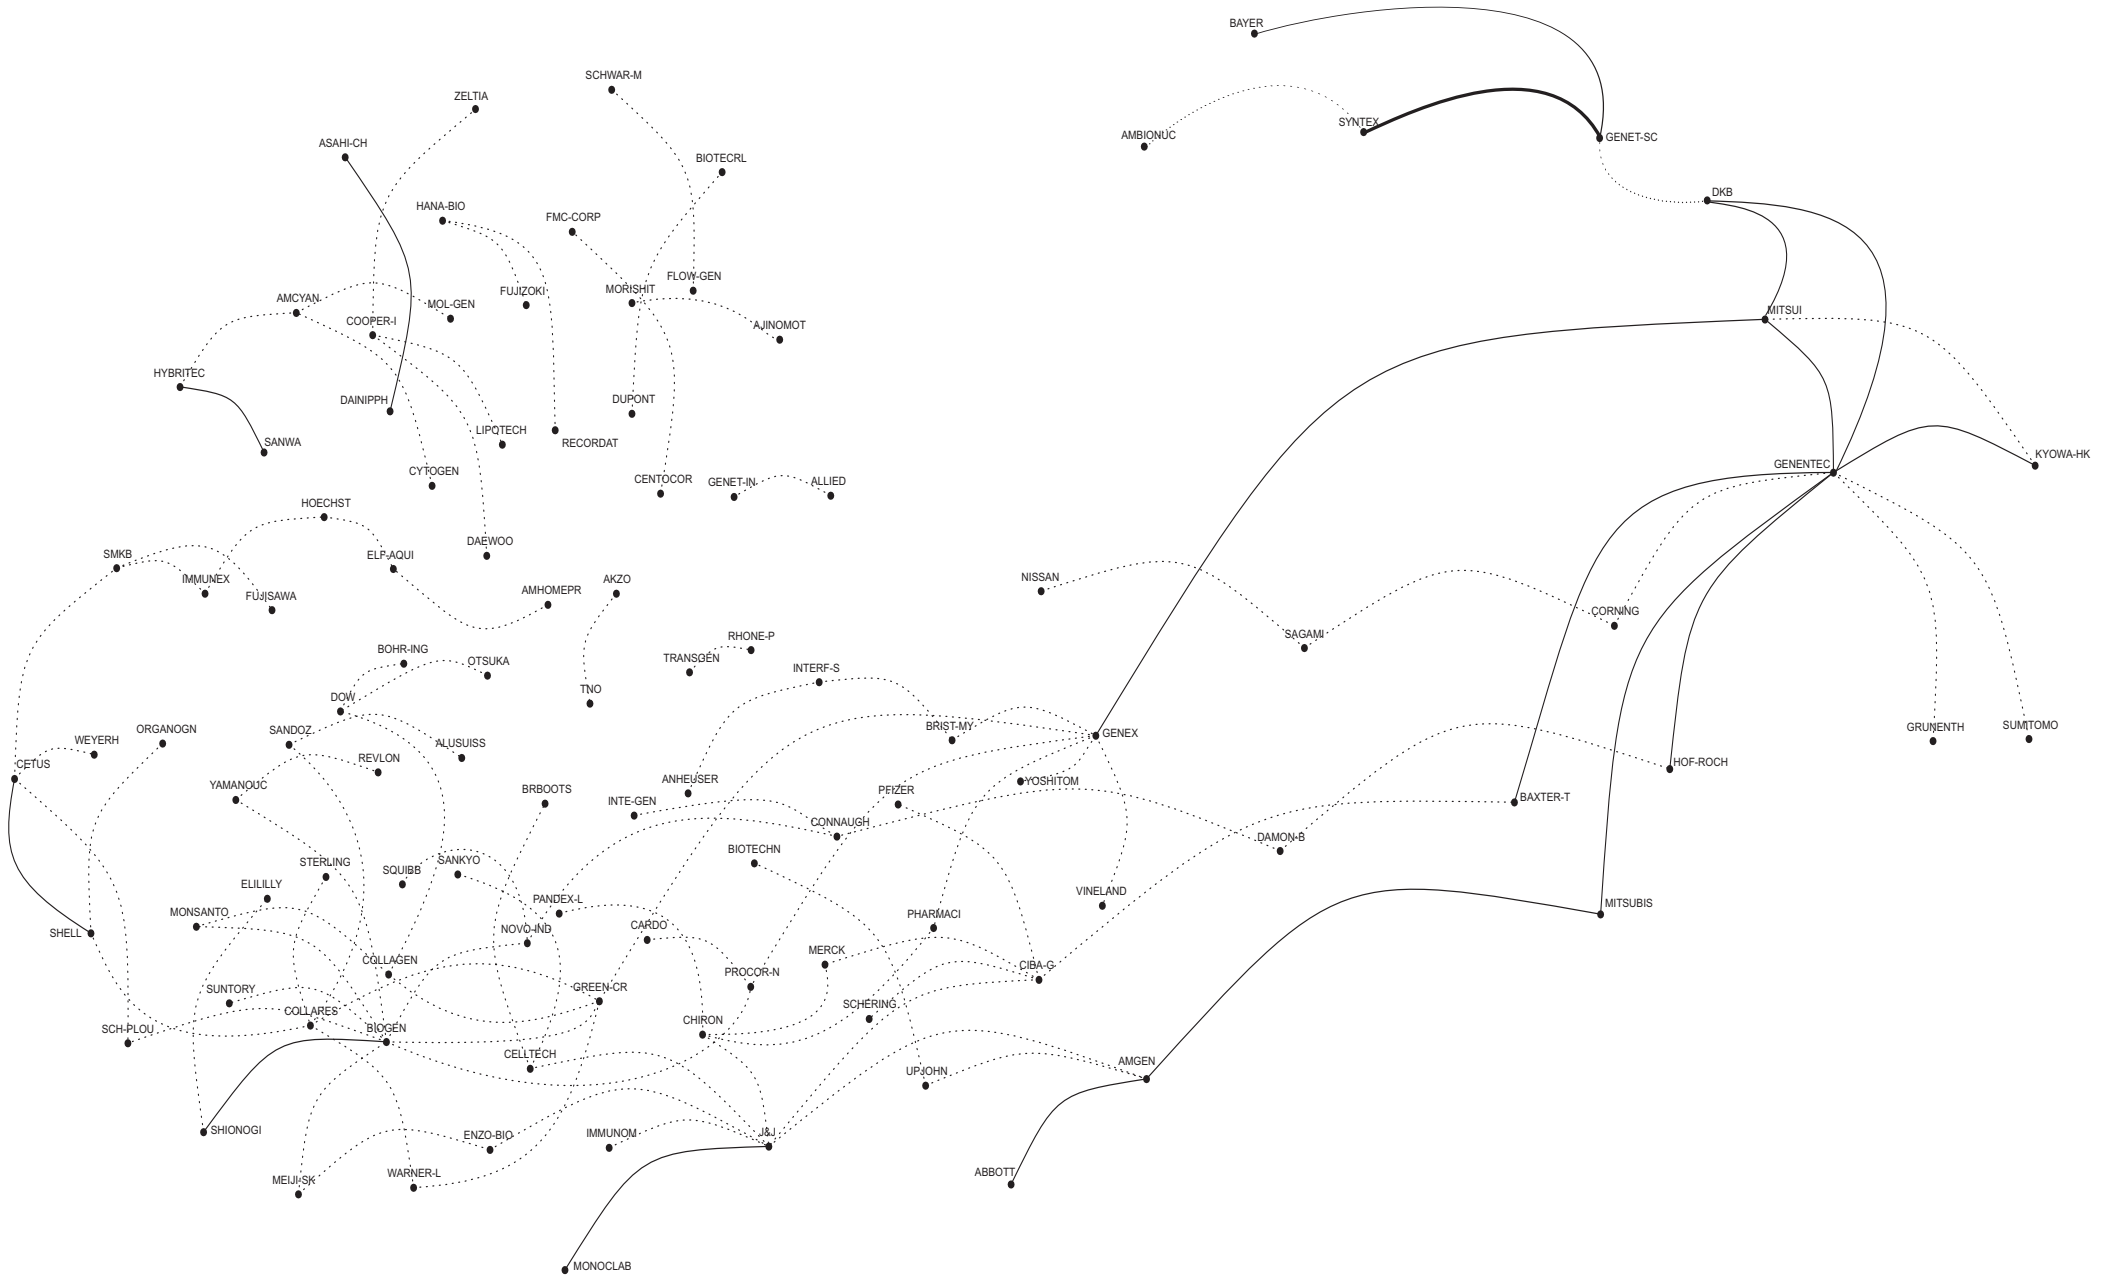 BAYER
SCHWAR-M
ZELTIA
SYNTEX
AMBIONUC
GENET-SC
ASAHI-CH
BIOTECRL
DKB
HANA-BIO
FMC-CORP
FLOW-GEN
FUJIZOKI
MORISHIT
AMCYAN
MOL-GEN
MITSUI
COOPER-I
AJINOMOT
HYBRITEC
DAINIPPH
DUPONT
LIPOTECH
SANWA
RECORDAT
KYOWA-HK
GENENTEC
CYTOGEN
CENTOCOR
GENET-IN
ALLIED
HOECHST
DAEWOO
SMKB
ELF-AQUI
IMMUNEX
FUJISAWA
AKZO
AMHOMEPR
NISSAN
CORNING
SAGAMI
RHONE-P
BOHR-ING
OTSUKA
TRANSGEN
INTERF-S
TNO
DOW
BRIST-MY
GENEX
GRUNENTH
SUMITOMO
ORGANOGN
SANDOZ
WEYERH
ALUSUISS
REVLON
CETUS
HOF-ROCH
YAMANOUC
ANHEUSER
YOSHITOM
BRBOOTS
PFIZER
BAXTER-T
INTE-GEN
CONNAUGH
DAMON-B
BIOTECHN
STERLING
SANKYO
SQUIBB
ELILILLY
VINELAND
PANDEX-L
MITSUBIS
MONSANTO
PHARMACI
SHELL
NOVO-IND
CARDO
MERCK
COLLAGEN
CIBA-G
PROCOR-N
SUNTORY
GREEN-CR
SCHERING
COLLARES
CHIRON
SCH-PLOU
BIOGEN
CELLTECH
AMGEN
UPJOHN
SHIONOGI
ENZO-BIO
IMMUNOM
J&J
MEIJI-SK
WARNER-L
ABBOTT
MONOCLAB